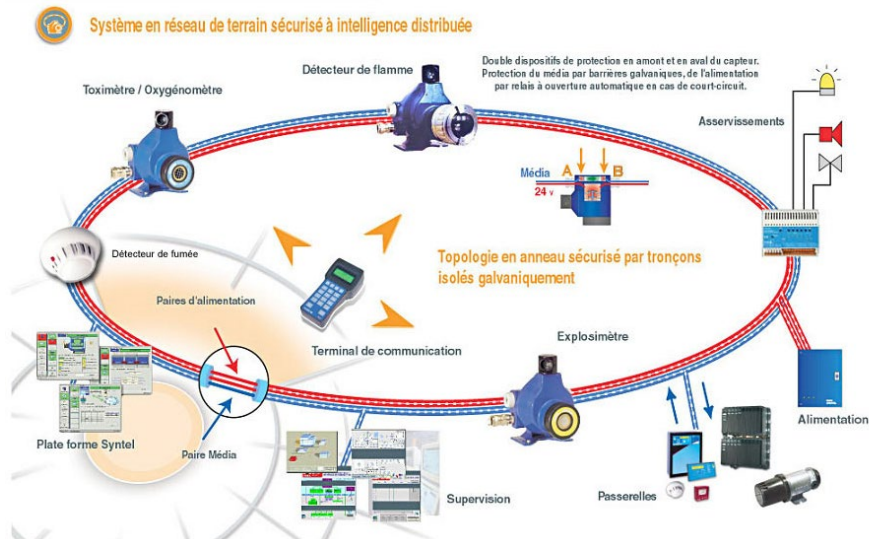 Système en réseau de terrain sécurisé à intelligence distribuée
Double dispositifs de protection en amont et en aval du capteur.
Protection du média par barrières galvaniques, de l'alimentation
par relais à ouverture automatique en cas de court-circuit.
Détecteur de flamme
Toximètre / Oxygénomètre
Asservissements
Média
A
B
24 v
Détecteur de fumée
Topologie en anneau sécurisé par tronçons
isolés galvaniquement
Paires d'alimentation
Terminal de communication
Explosimètre
Alimentation
Plate forme Syntel
Paire Média
Supervision
Passerelles